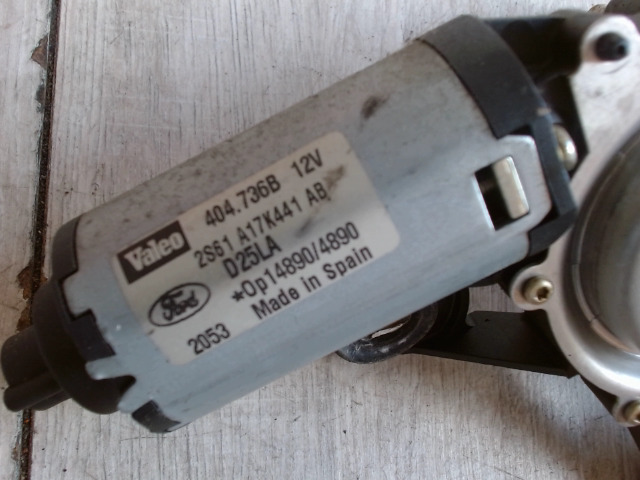 Valeo 404.736B 12V
2S61 A17K441 AB
D25LA
Ford *Op14890/4890
2053 Made in Spain